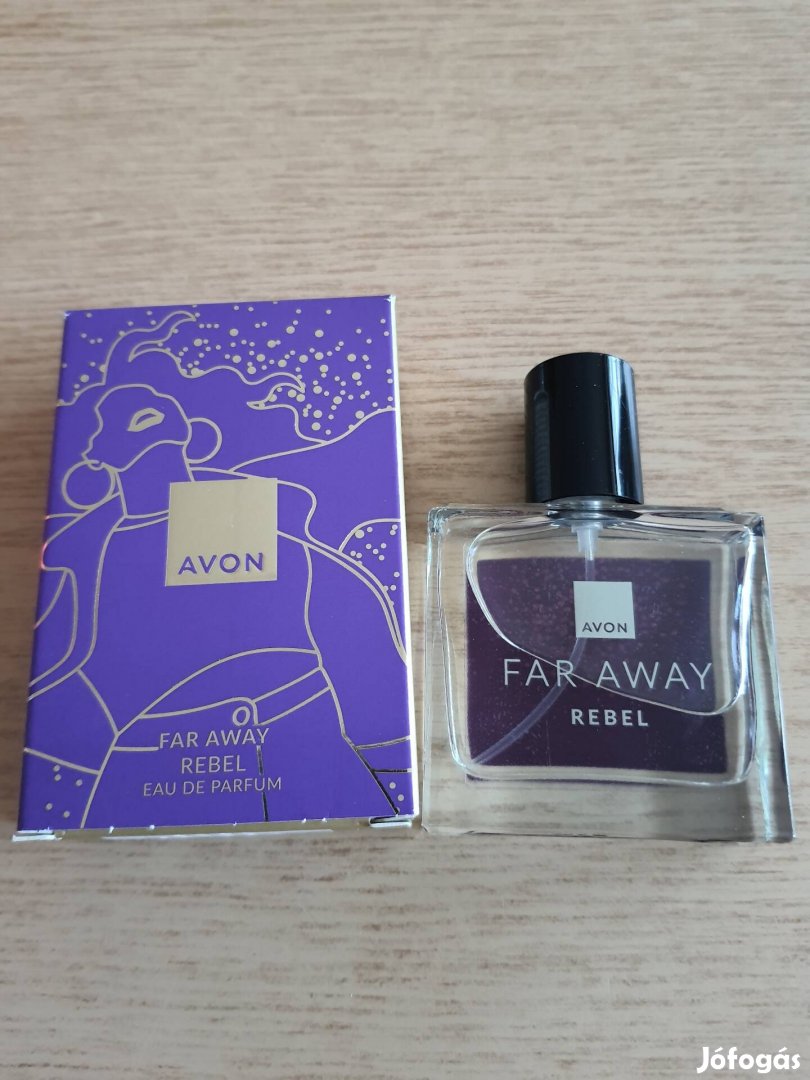 AVON
FAR AWAY
REBEL
EAU DE PARFUM
AVON
FAR AWAY
REBEL
Jófogás